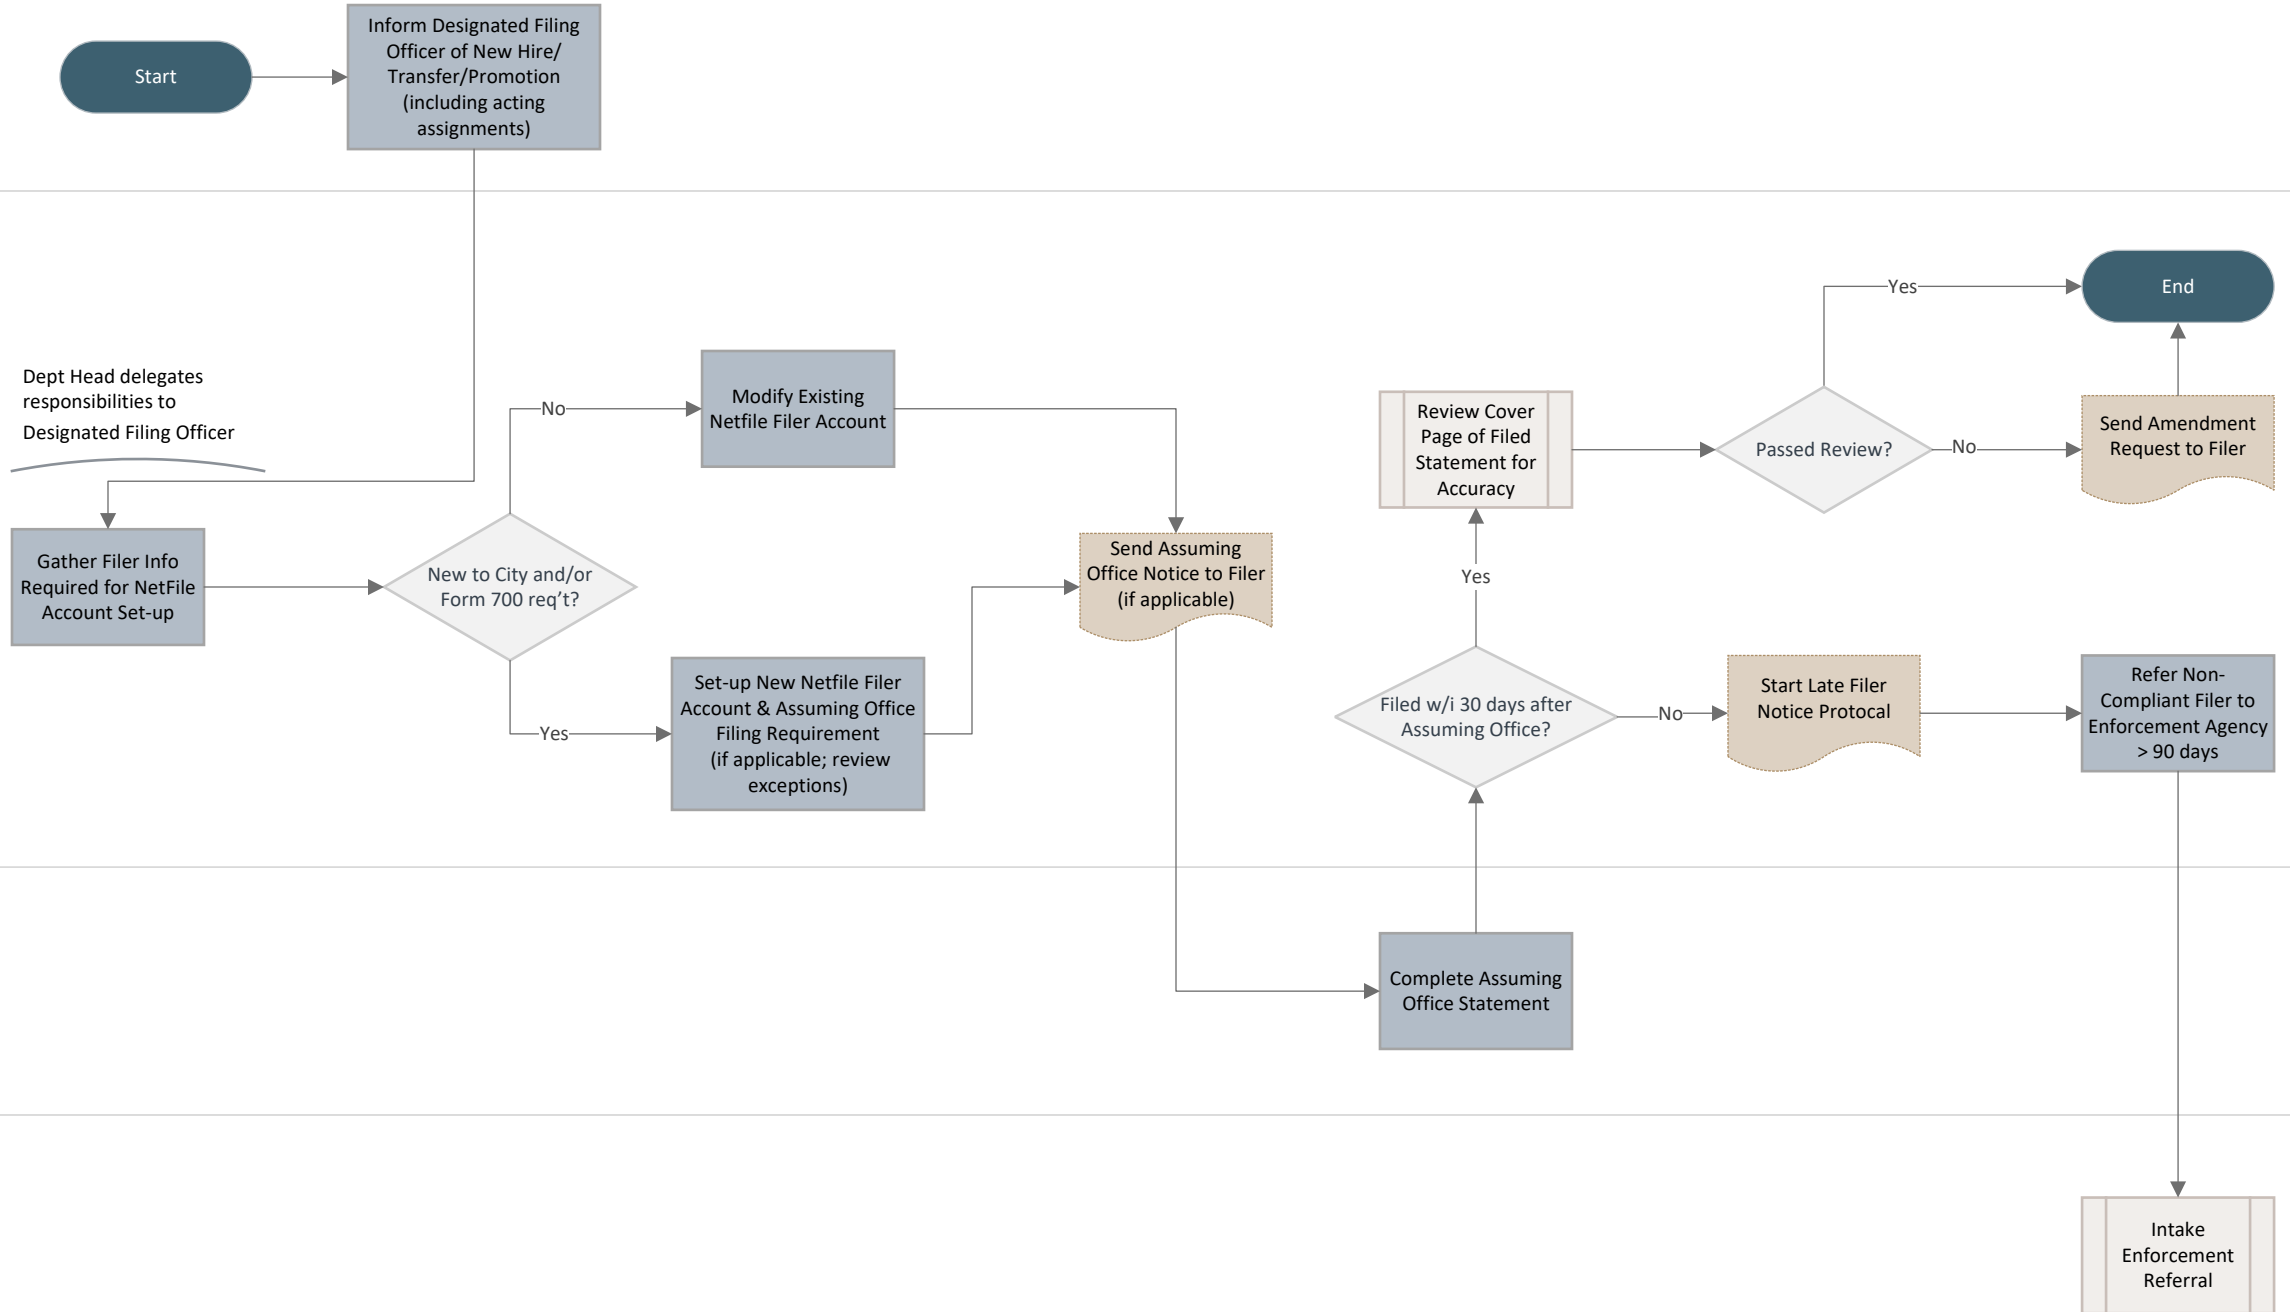 Start
Inform Designated Filing
Officer of New Hire/
Transfer/Promotion
(including acting
assignments)
Dept Head delegates
responsibilities to
Designated Filing Officer
Gather Filer Info
Required for NetFile
Account Set-up
New to City and/or
Form 700 req’t?
No
Modify Existing
Netfile Filer Account
Yes
Set-up New Netfile Filer
Account & Assuming Office
Filing Requirement
(if applicable; review
exceptions)
Send Assuming
Office Notice to Filer
(if applicable)
Complete Assuming
Office Statement
Filed w/i 30 days after
Assuming Office?
Yes
Review Cover
Page of Filed
Statement for
Accuracy
Passed Review?
Yes
End
No
Send Amendment
Request to Filer
No
Start Late Filer
Notice Protocal
Refer Non-
Compliant Filer to
Enforcement Agency
> 90 days
Intake
Enforcement
Referral